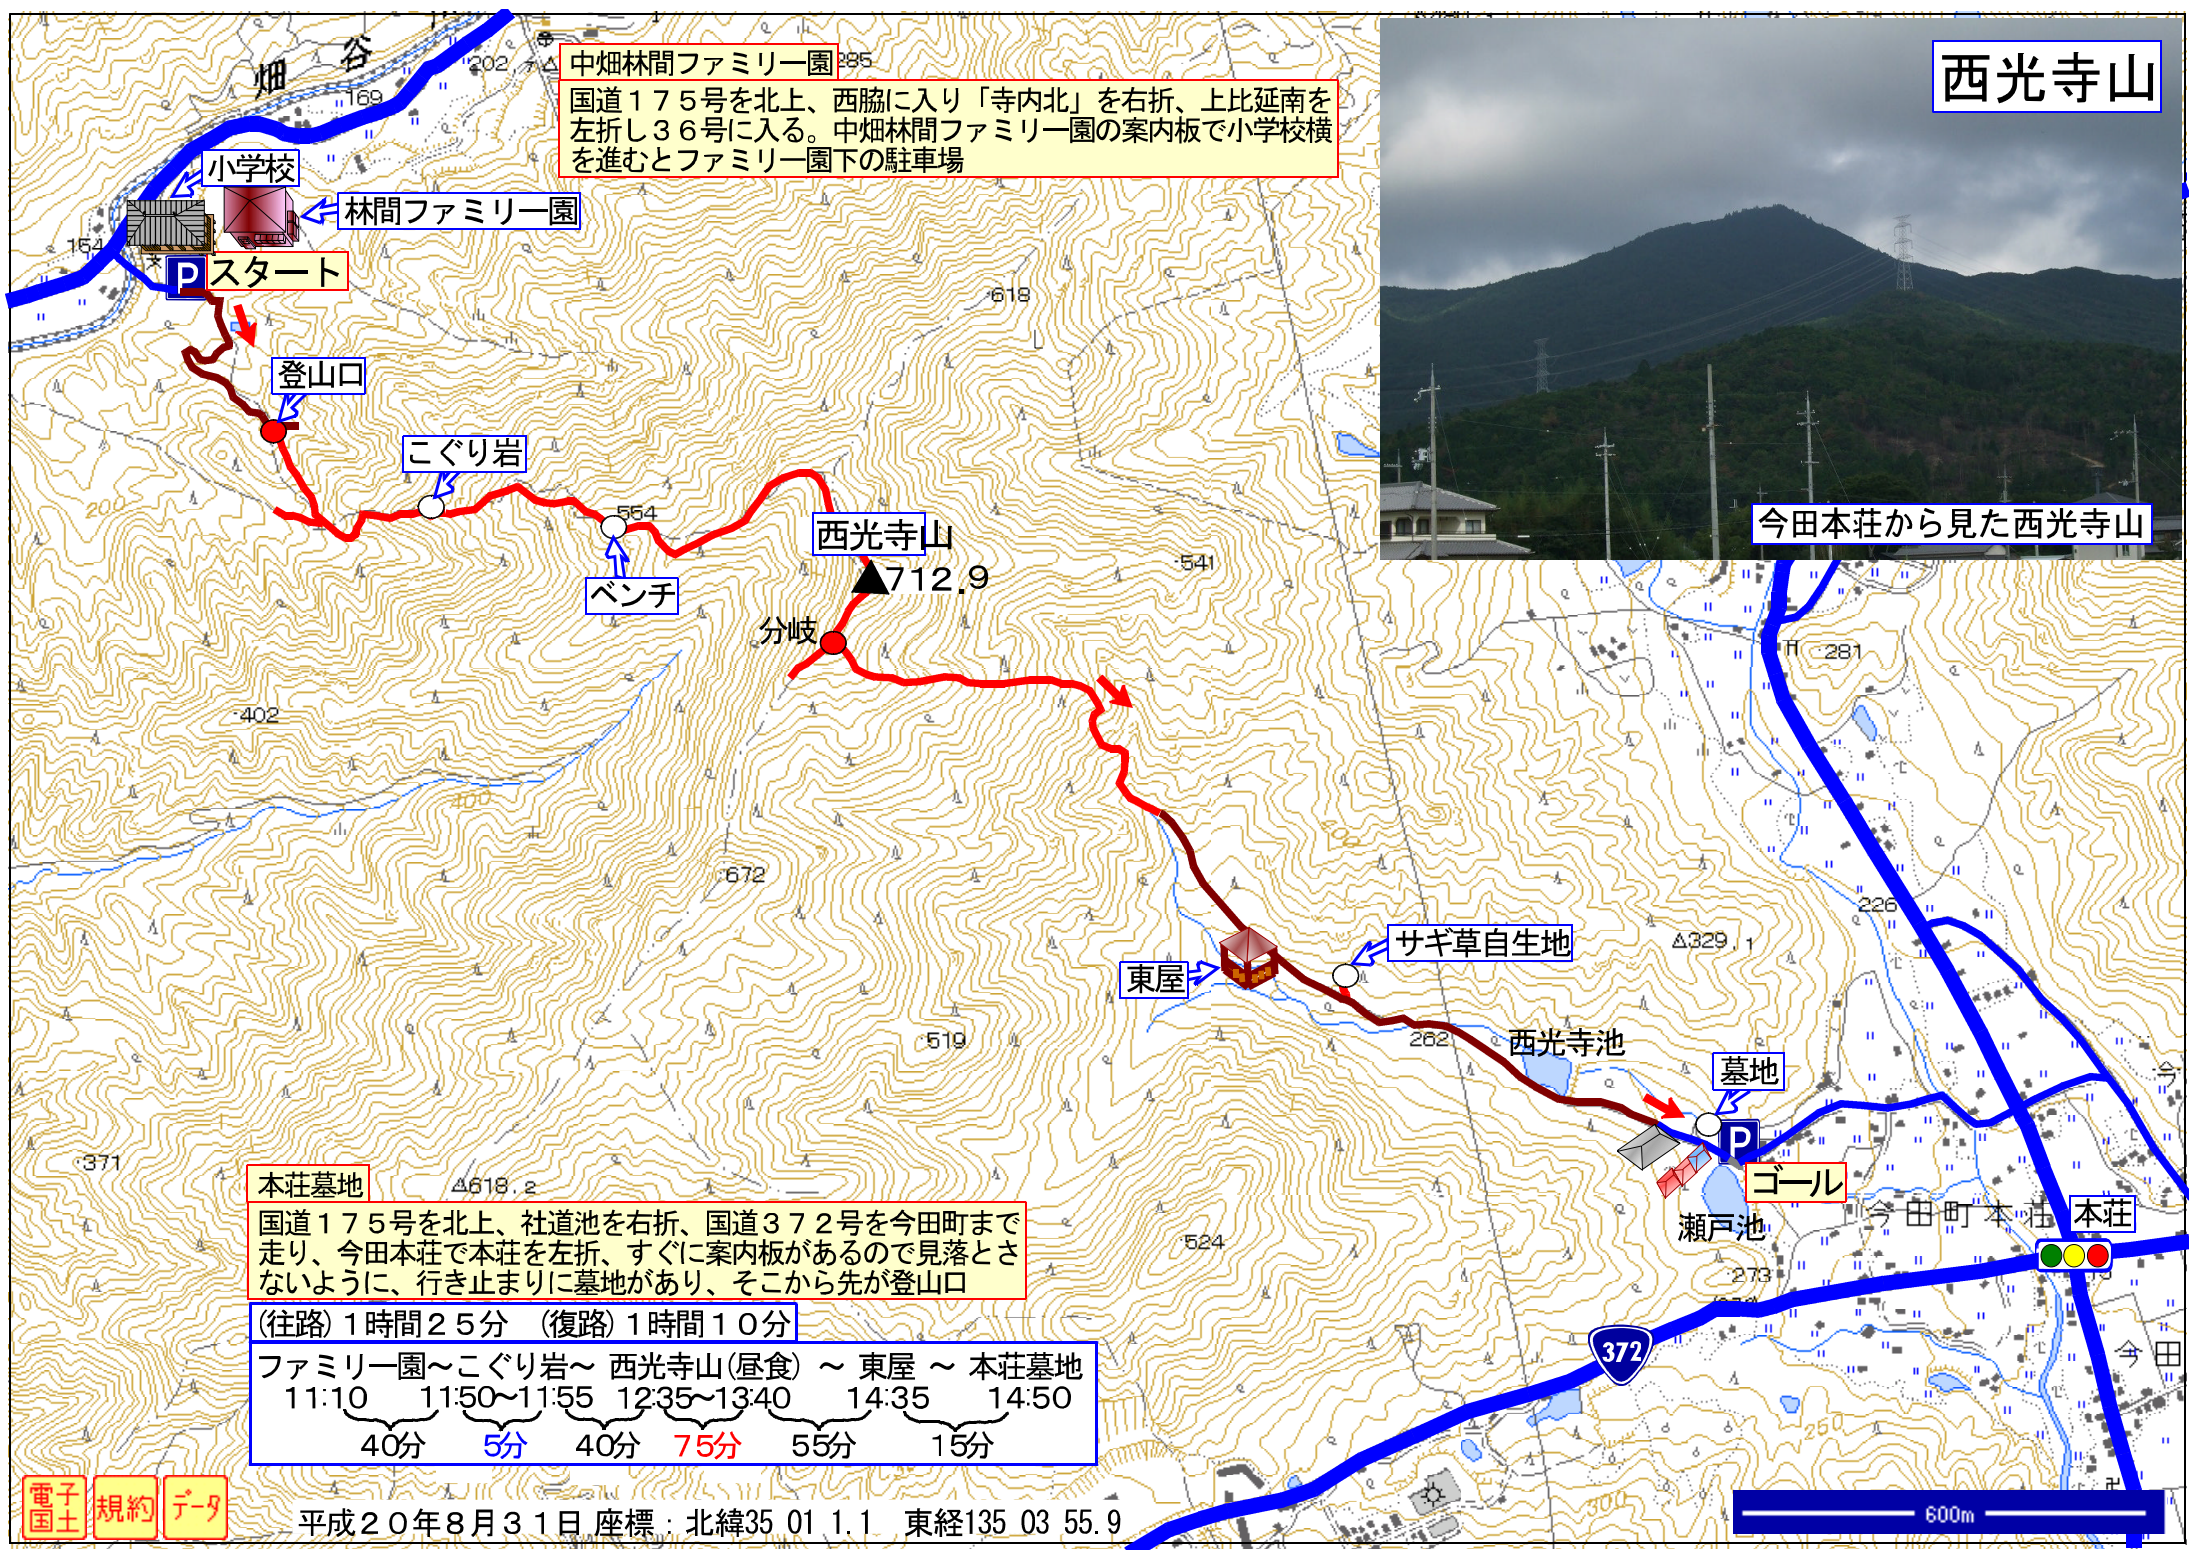 畑 谷
202
285
169
中畑林間ファミリー園
国道１７５号を北上、西脇に入り「寺内北」を右折、上比延南を
左折し３６号に入る。中畑林間ファミリー園の案内板で小学校横
を進むとファミリー園下の駐車場
西光寺山
小学校
林間ファミリー園
154
P
スタート
618
登山口
こぐり岩
200
554
西光寺山
712.9
ベンチ
分岐
541
今田本荘から見た西光寺山
281
402
400
400
672
226
329.1
サギ草自生地
東屋
519
262
西光寺池
墓地
今
P
371
618.2
ゴール
本荘墓地
国道１７５号を北上、社道池を右折、国道３７２号を今田町まで
走り、今田本荘で本荘を左折、すぐに案内板があるので見落とさ
ないように、行き止まりに墓地があり、そこから先が登山口
524
瀬戸池
今田町本荘
本荘
273
(往路)１時間２５分　(復路)１時間１０分
ファミリー園～こぐり岩～ 西光寺山(昼食) ～ 東屋 ～ 本荘墓地
11:10 11:50～11:55 12:35～13:40 14:35 14:50
40分 5分 40分 75分 55分 15分
372
今田
250
300
電子
国土
規約
データ
平成２０年８月３１日 座標：北緯35 01 1.1　東経135 03 55.9
600m